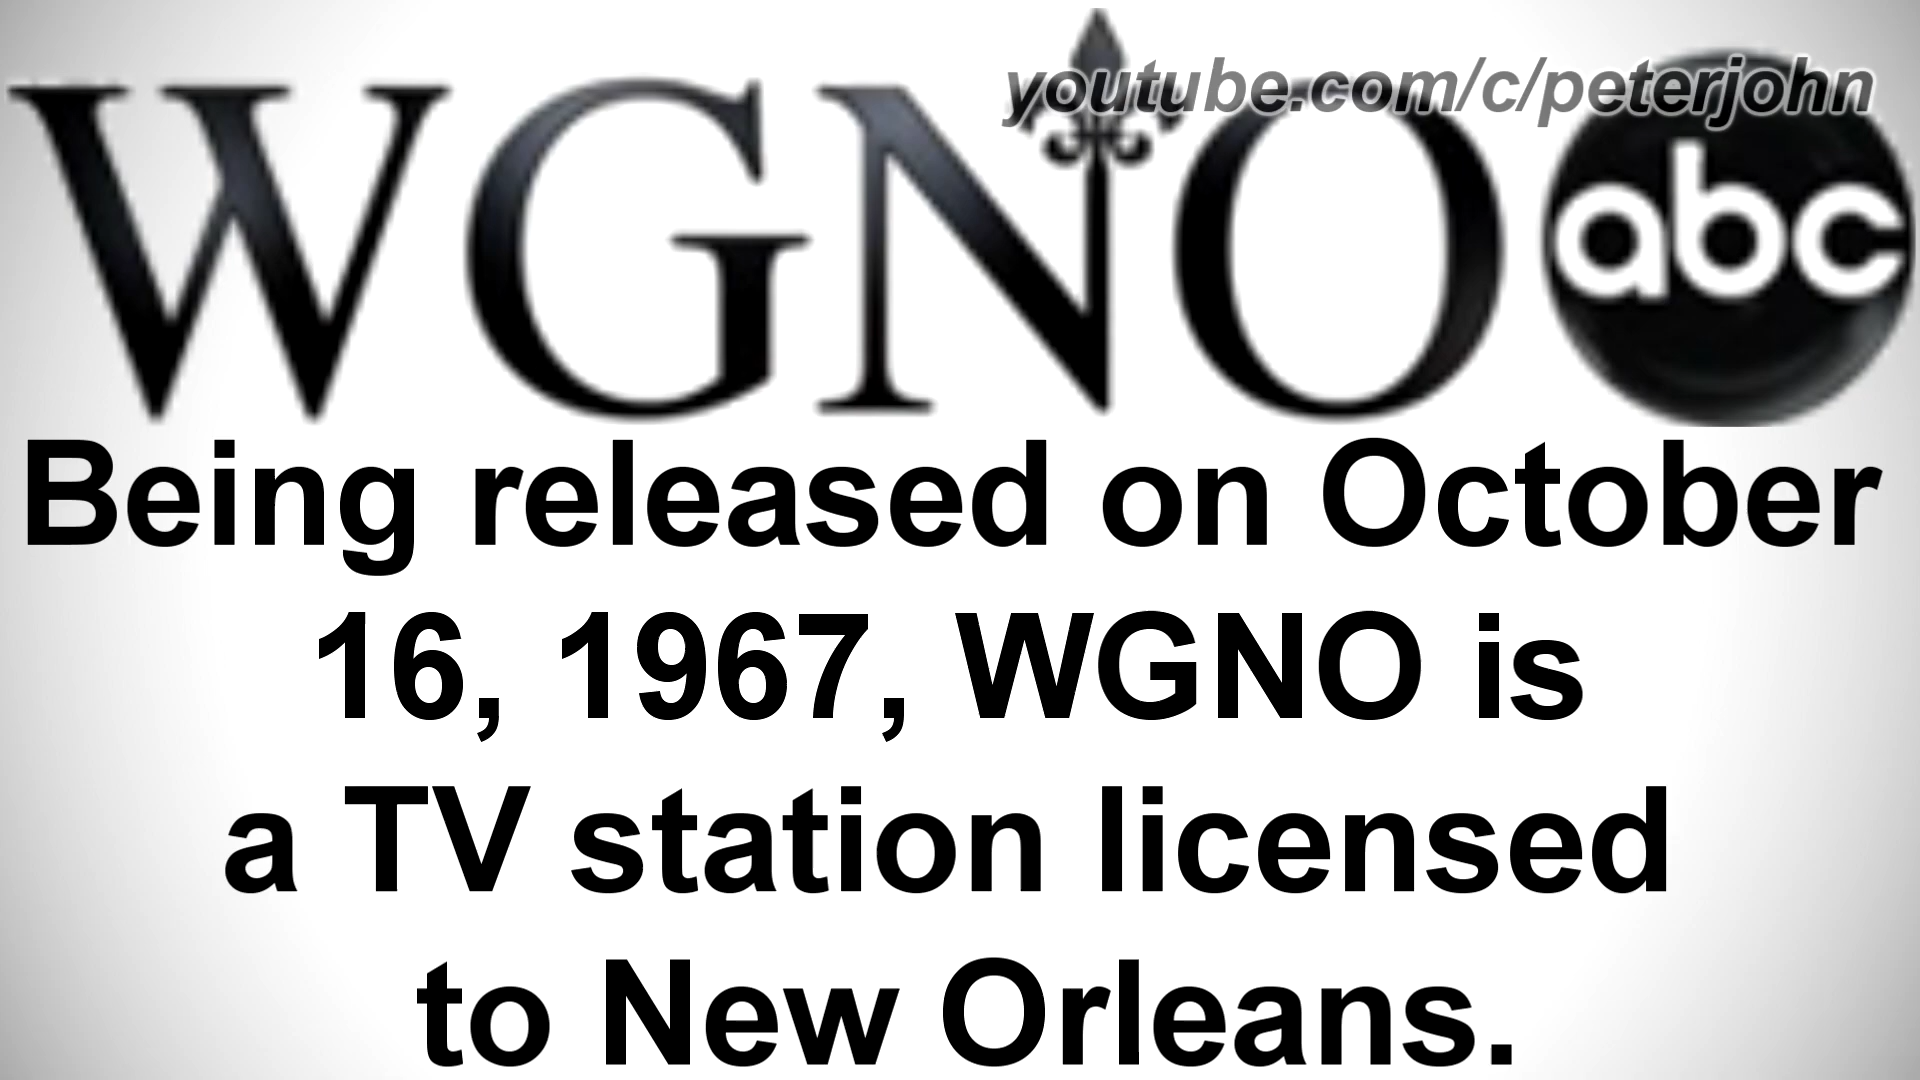 youtube.com/c/peterjohn
WGNO abc
Being released on October
16, 1967, WGNO is
a TV station licensed
to New Orleans.